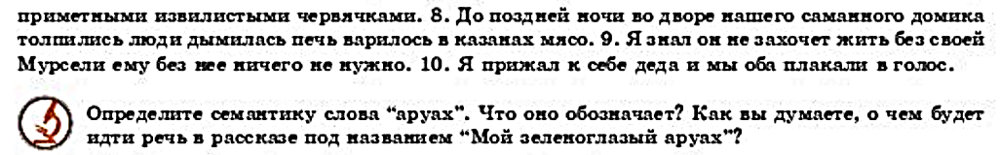 приметными извилистыми червячками. 8. До поздней ночи во дворе нашего саманного домика
толпились люди дымилась печь варилось в казанах мясо. 9. Я знал он не захочет жить без своей
Мурсели ему без нее ничего не нужно. 10. Я прижал к себе деда и мы оба плакали в голос.
Определите семантику слова “аруах”. Что оно обозначает? Как вы думаете, о чем будет
идти речь в рассказе под названием “Мой зеленоглазый аруах”?